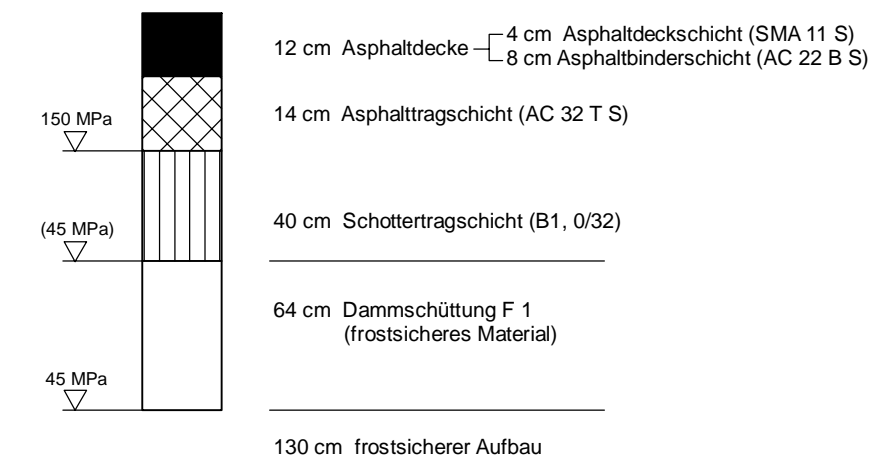 4 cm Asphaltdeckschicht (SMA 11 S)
12 cm Asphaltdecke
8 cm Asphaltbinderschicht (AC 22 B S)
14 cm Asphalttragschicht (AC 32 T S)
150 MPa
40 cm Schottertragschicht (B1, 0/32)
(45 MPa)
64 cm Dammschüttung F 1
(frostsicheres Material)
45 MPa
130 cm frostsicherer Aufbau